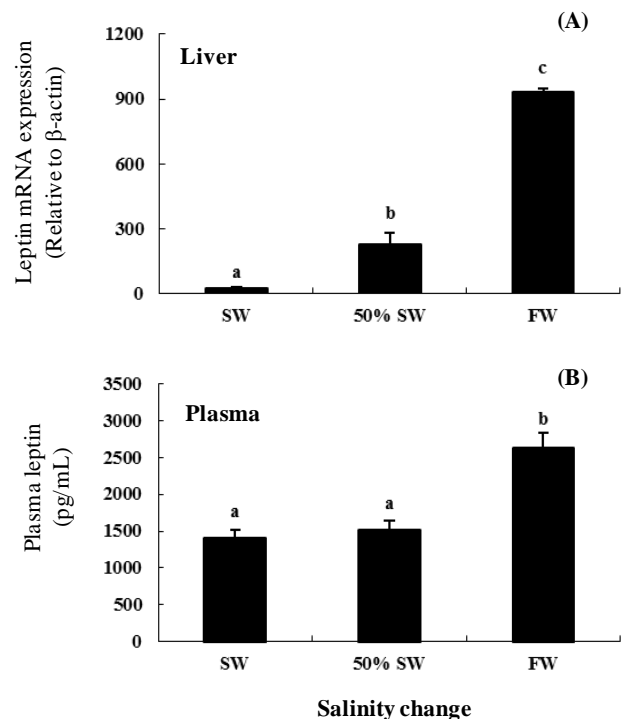 (A)
Liver
Leptin mRNA expression
(Relative to β-actin)
1200
900
600
300
0
a
b
c
SW
50% SW
FW
(B)
Plasma
Plasma leptin
(pg/mL)
3500
3000
2500
2000
1500
1000
500
0
a
a
b
SW
50% SW
FW
Salinity change